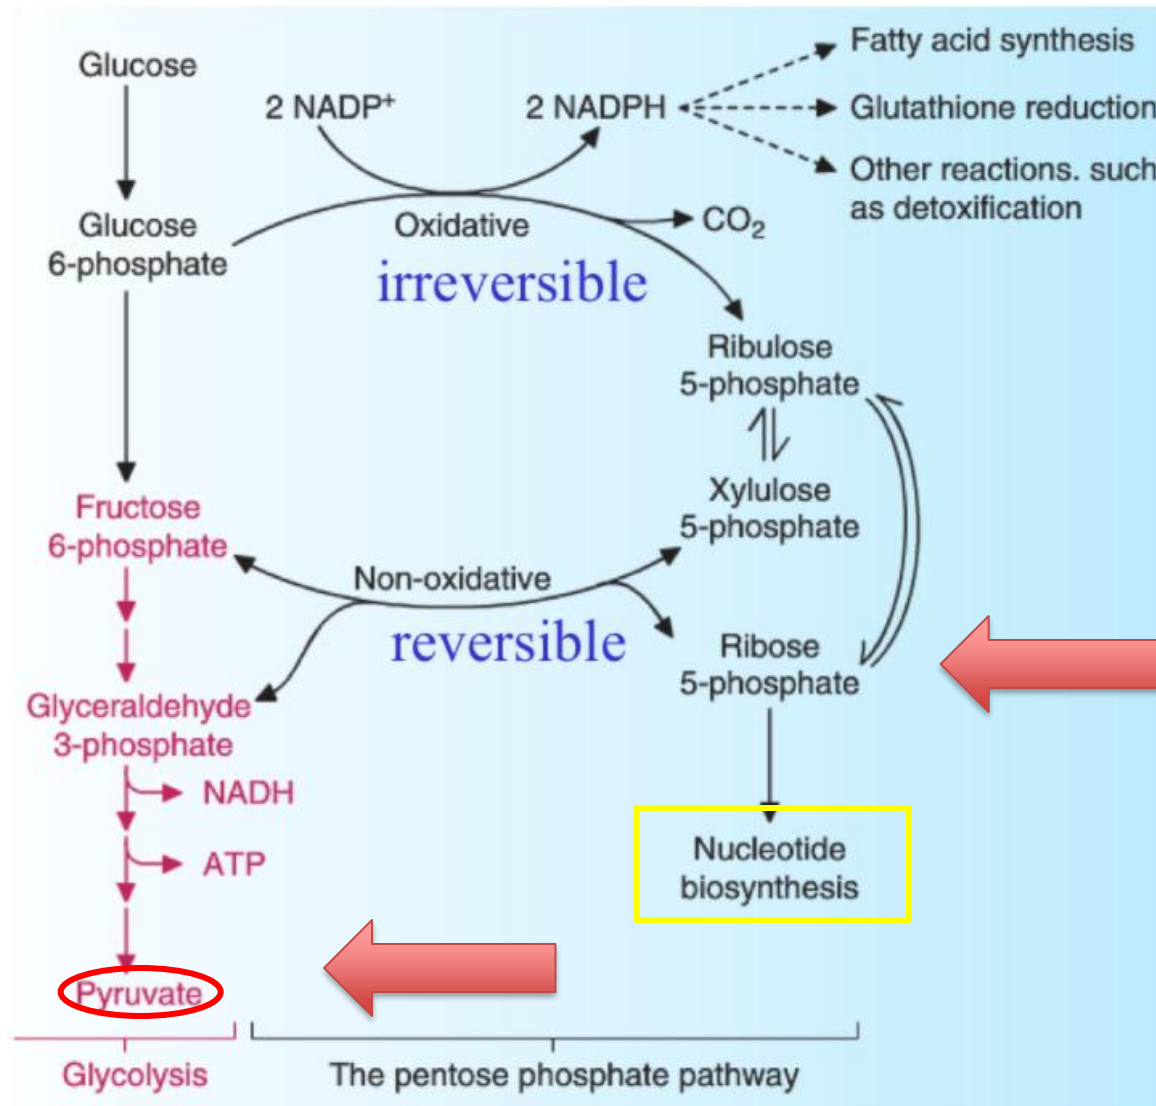 Glucose
2 NADP+
2 NADPH
Fatty acid synthesis
Glutathione reduction
Other reactions. such
as detoxification
Glucose
6-phosphate
Oxidative
CO2
irreversible
Ribulose
5-phosphate
Xylulose
5-phosphate
Fructose
6-phosphate
Non-oxidative
reversible
Ribose
5-phosphate
Glyceraldehyde
3-phosphate
NADH
ATP
Nucleotide
biosynthesis
Pyruvate
Glycolysis
The pentose phosphate pathway